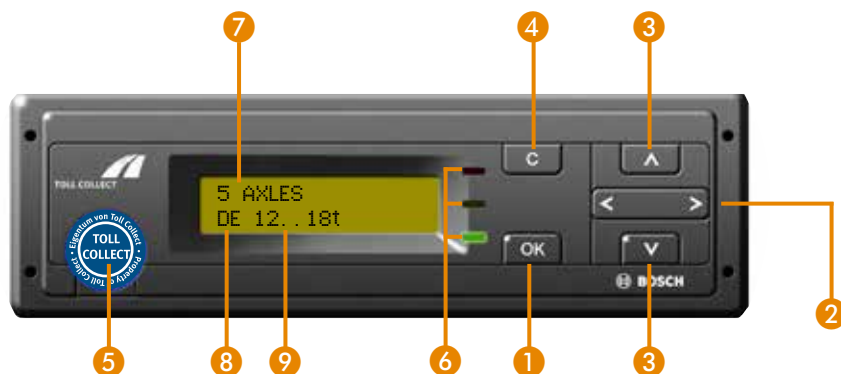 7
4
3
C
∧
TOLL COLLECT
5 AXLES
DE 12..18t
< >
Eigentum von Toll Collect • Property of Toll Collect •
TOLL
COLLECT
OK
∨
BOSCH
2
5
8
9
6
1
3